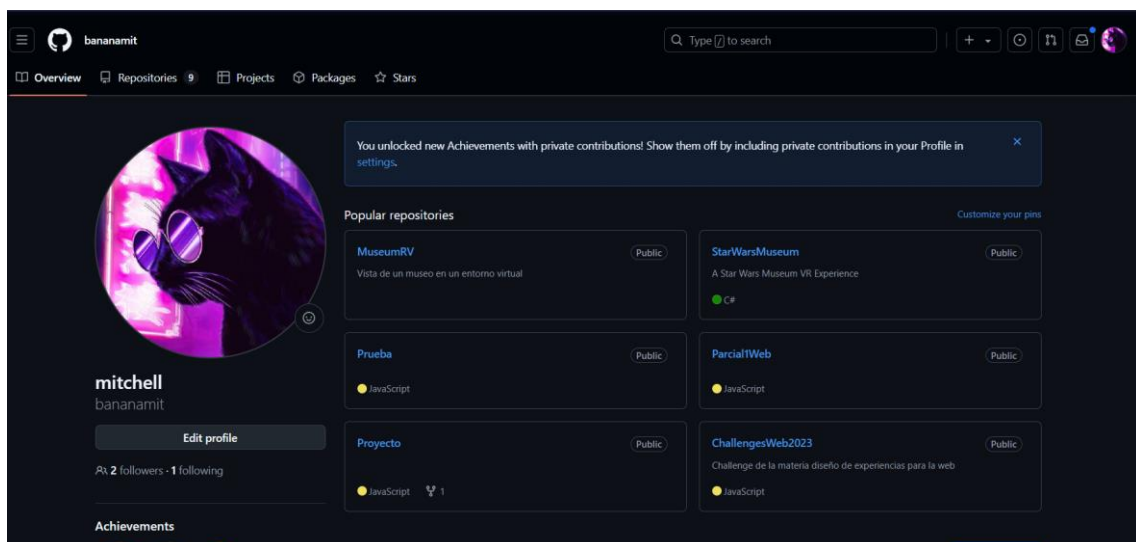 bananamit
Type / to search
Overview Repositories 9 Projects Packages Stars
You unlocked new Achievements with private contributions! Show them off by including private contributions in your Profile in
settings.
Popular repositories Customize your pins
MuseumRV Public
Vista de un museo en un entorno virtual
StarWarsMuseum Public
A Star Wars Museum VR Experience
C#
Prueba Public
JavaScript
Parcial1Web Public
JavaScript
Proyecto Public
JavaScript 1
ChallengesWeb2023 Public
Challenge de la materia diseño de experiencias para la web
JavaScript
mitchell
bananamit
Edit profile
2 followers · 1 following
Achievements